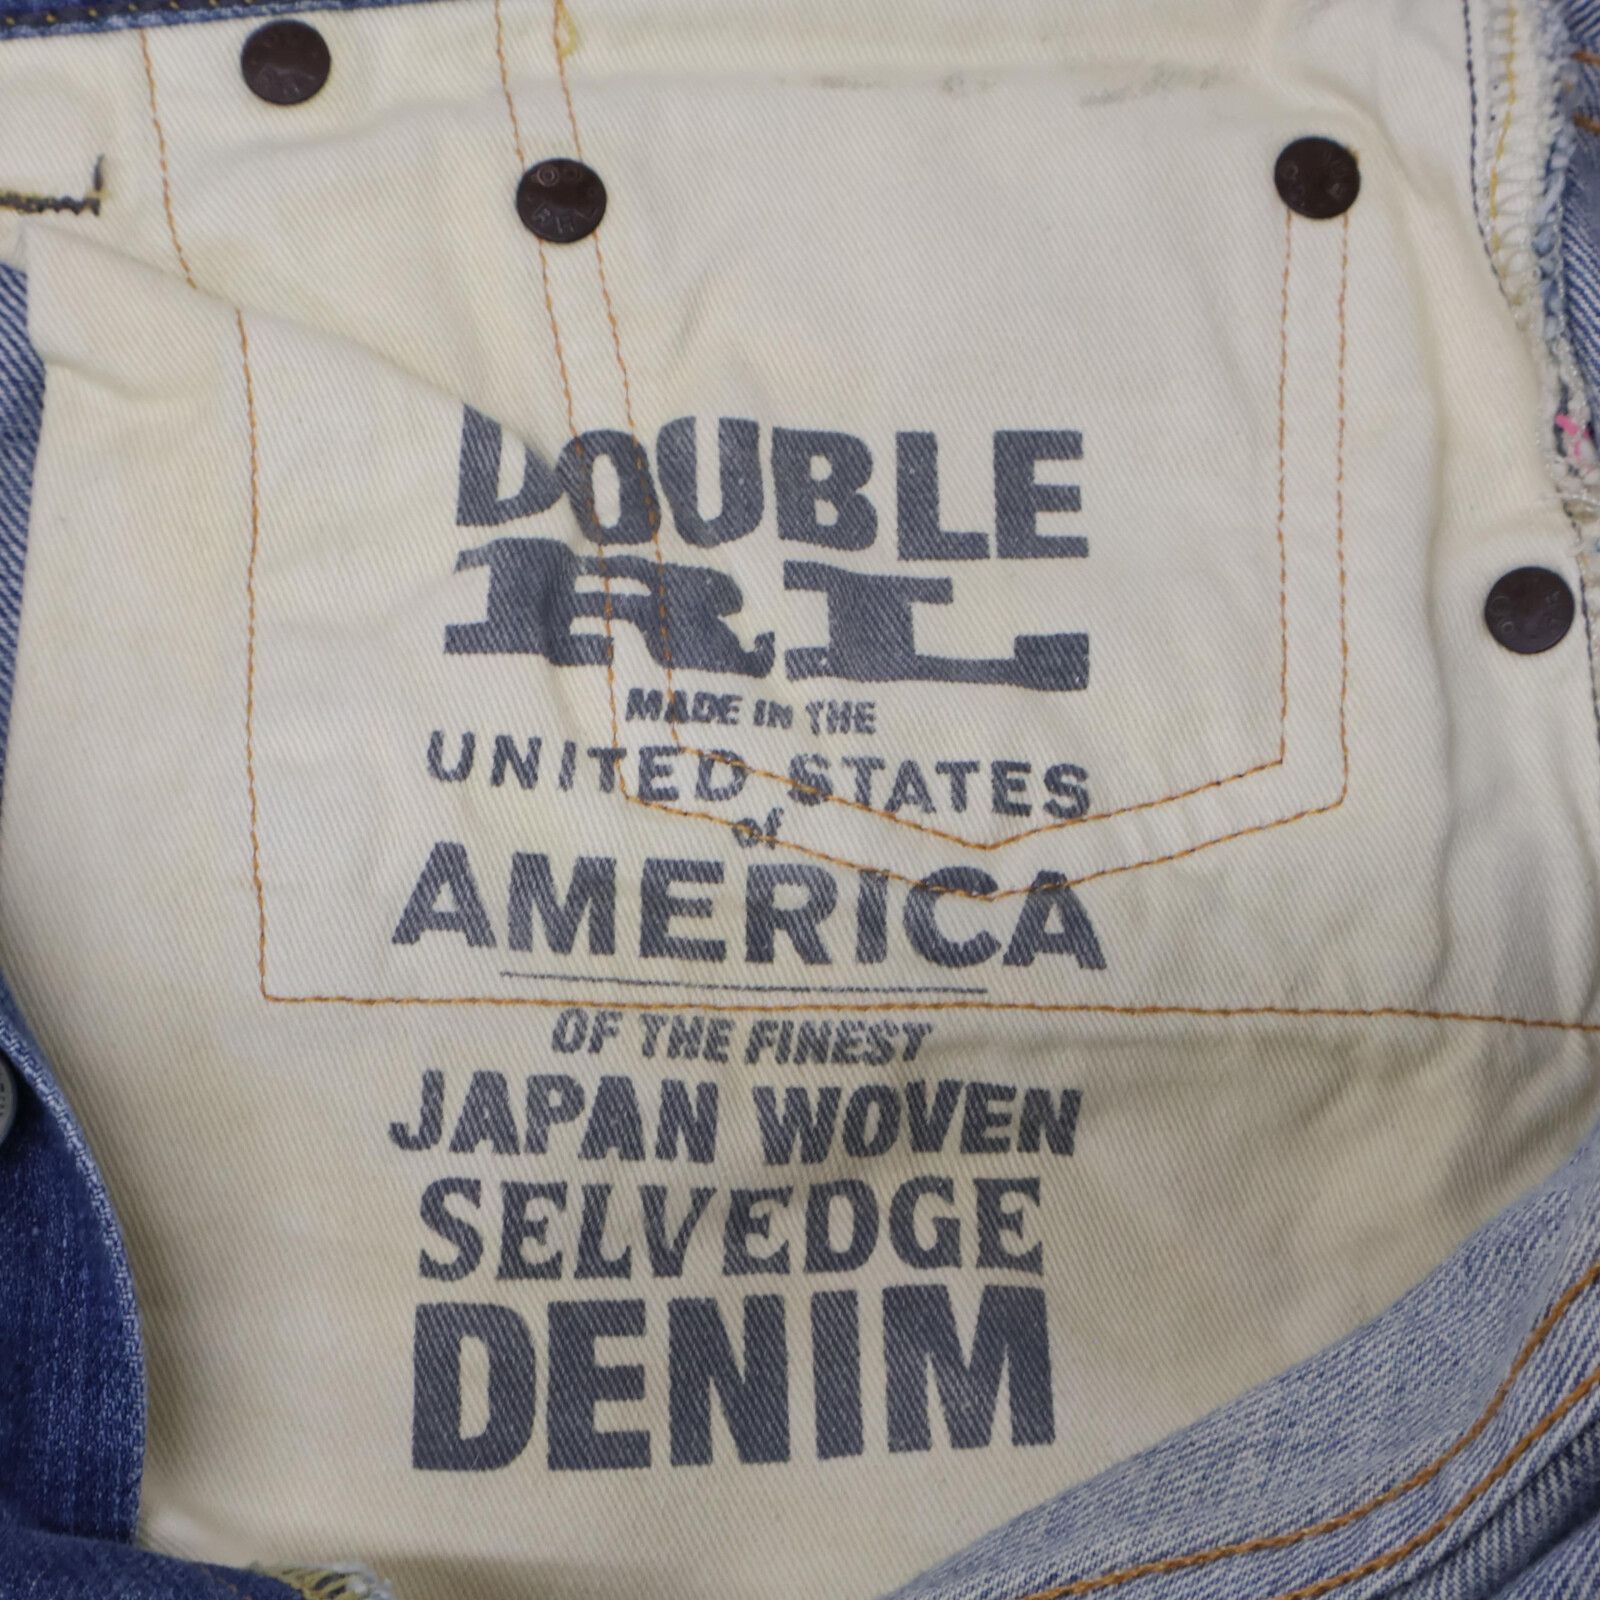 DOUBLE
RL
MADE IN THE
UNITED STATES
of
AMERICA
OF THE FINEST
JAPAN WOVEN
SELVEDGE
DENIM